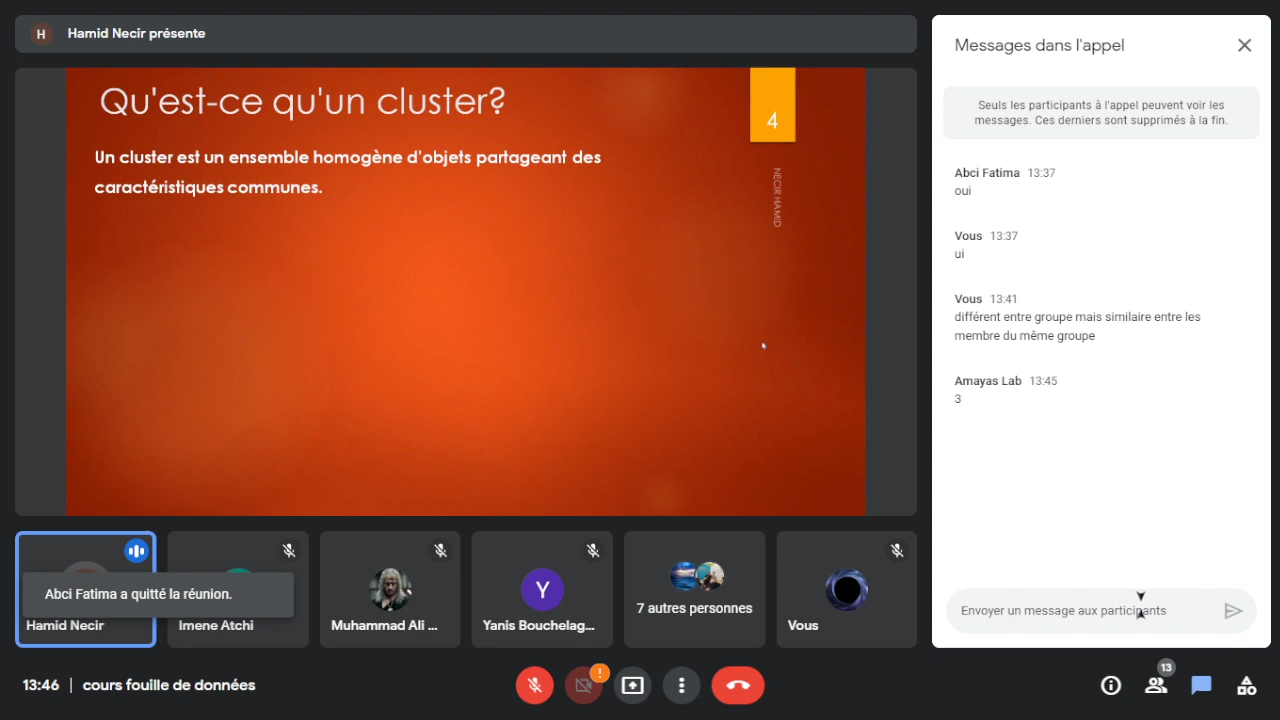 H Hamid Necir présente
Qu'est-ce qu'un cluster?
4
Un cluster est un ensemble homogène d'objets partageant des
caractéristiques communes.
NECIR HAMID
Abci Fatima a quitté la réunion.
Hamid Necir
Imene Atchi
Muhammad Ali ...
Y
Yanis Bouchelag...
7 autres personnes
Vous
13:46 | cours fouille de données
!
13
Messages dans l'appel
Seuls les participants à l'appel peuvent voir les
messages. Ces derniers sont supprimés à la fin.
Abci Fatima 13:37
oui
Vous 13:37
ui
Vous 13:41
différent entre groupe mais similaire entre les
membre du même groupe
Amayas Lab 13:45
3
Envoyer un message aux participants